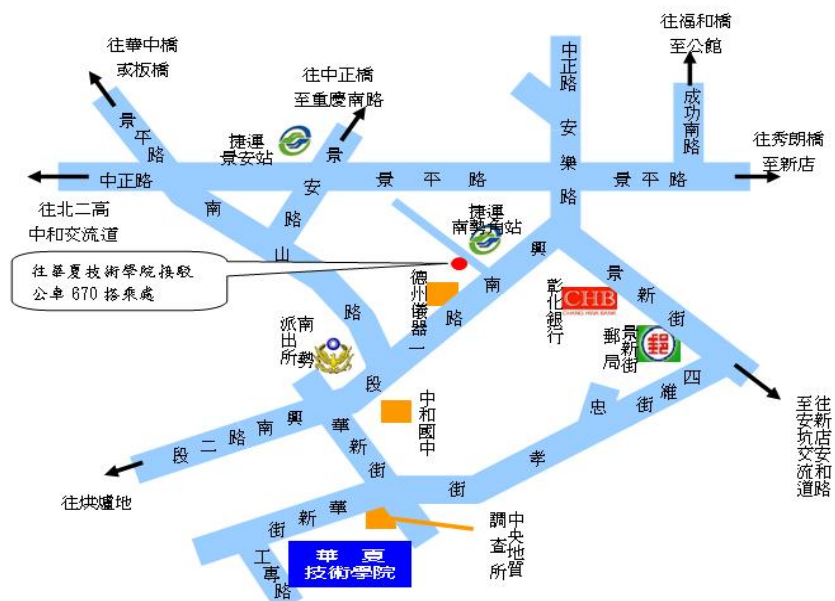 往華中橋
或板橋
往中正橋
至重慶南路
往福和橋
至公館
往秀朗橋
至新店
中正路
安樂路
成功南路
景平路
捷運
景安站
景安路
中正路
景平路
景平路
往北二高
中和交流道
南山路
捷運
南勢角站
往華夏技術學院接駁
公車 670 搭乘處
德州儀器
興南路一段
景新街
CHB
CHANG HWA BANK
彰化銀行
郵
景新街
郵局
南勢
派出所
四維街
往新店安和路
至安坑交流道
中和國中
忠孝街
興南路二段
華新街
往烘爐地
華新街
中央地質
調查所
工專路
華夏
技術學院